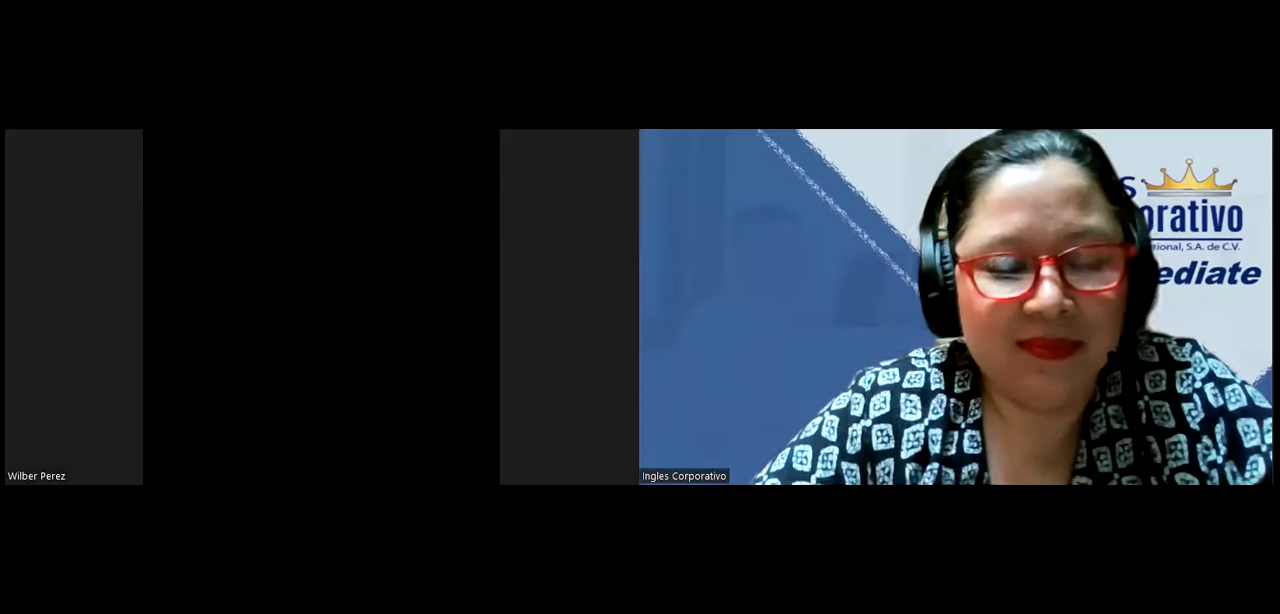 Wilber Perez
s
orativo
tional, S.A. de C.V.
ediate
Ingles Corporativo